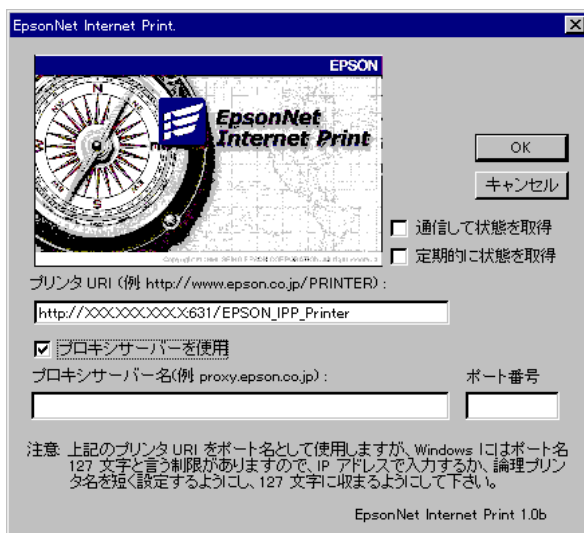 EpsonNet Internet Print.
EPSON
EpsonNet
Internet Print
OK
キャンセル
通信して状態を取得
定期的に状態を取得
プリンタ URI (例 http://www.epson.co.jp/PRINTER) :
http://XXXXXXXXXX631/EPSON_IPP_Printer
プロキシサーバーを使用
プロキシサーバー名(例 proxy.epson.co.jp) :
ポート番号
注意: 上記のプリンタ URI をポート名として使用しますが、Windows にはポート名
127 文字と言う制限がありますので、IP アドレスで入力するか、論理プリン
タ名を短く設定するようにし、127 文字に収まるようにして下さい。
EpsonNet Internet Print 1.0b